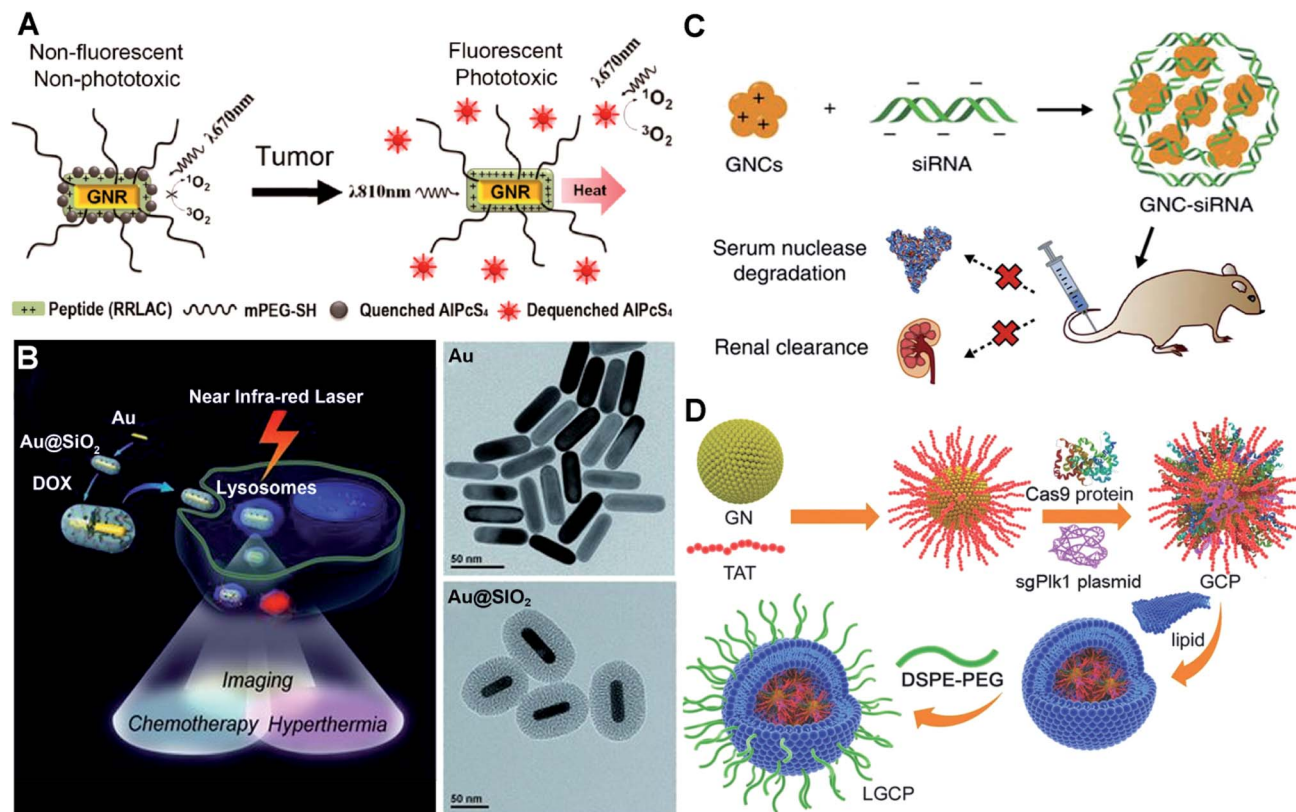 A
Non-fluorescent
Non-phototoxic
λ670nm
¹O₂
³O₂
GNR
Tumor
Fluorescent
Phototoxic
λ670nm
¹O₂
³O₂
λ810nm
GNR
Heat
++ Peptide (RRLAC) mPEG-SH Quenched AlPcS₄ Dequenched AlPcS₄
B
Near Infra-red Laser
Au
Au@SiO₂
DOX
Lysosomes
Imaging
Chemotherapy Hyperthermia
Au
50 nm
Au@SIO₂
50 nm
C
+
GNCs
siRNA
GNC-siRNA
Serum nuclease
degradation
Renal clearance
D
GN
TAT
Cas9 protein
sgPlk1 plasmid
GCP
lipid
DSPE-PEG
LGCP